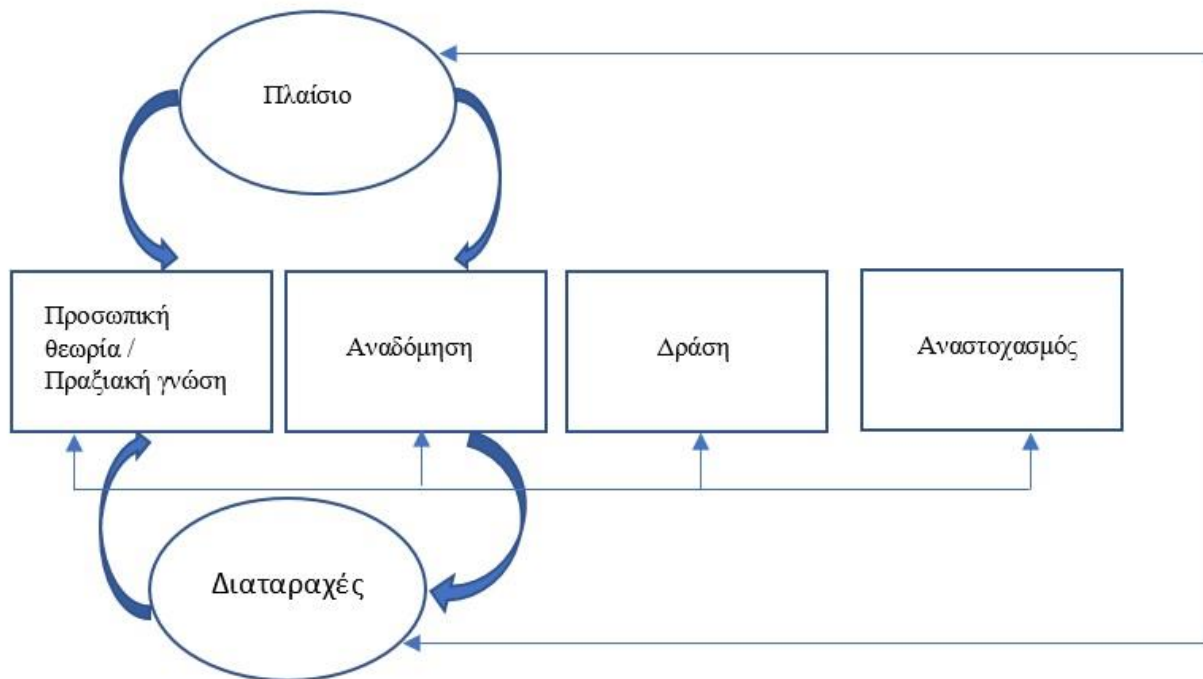 Πλαίσιο
Προσωπική
θεωρία /
Πραξιακή γνώση
Αναδόμηση
Δράση
Αναστοχασμός
Διαταραχές